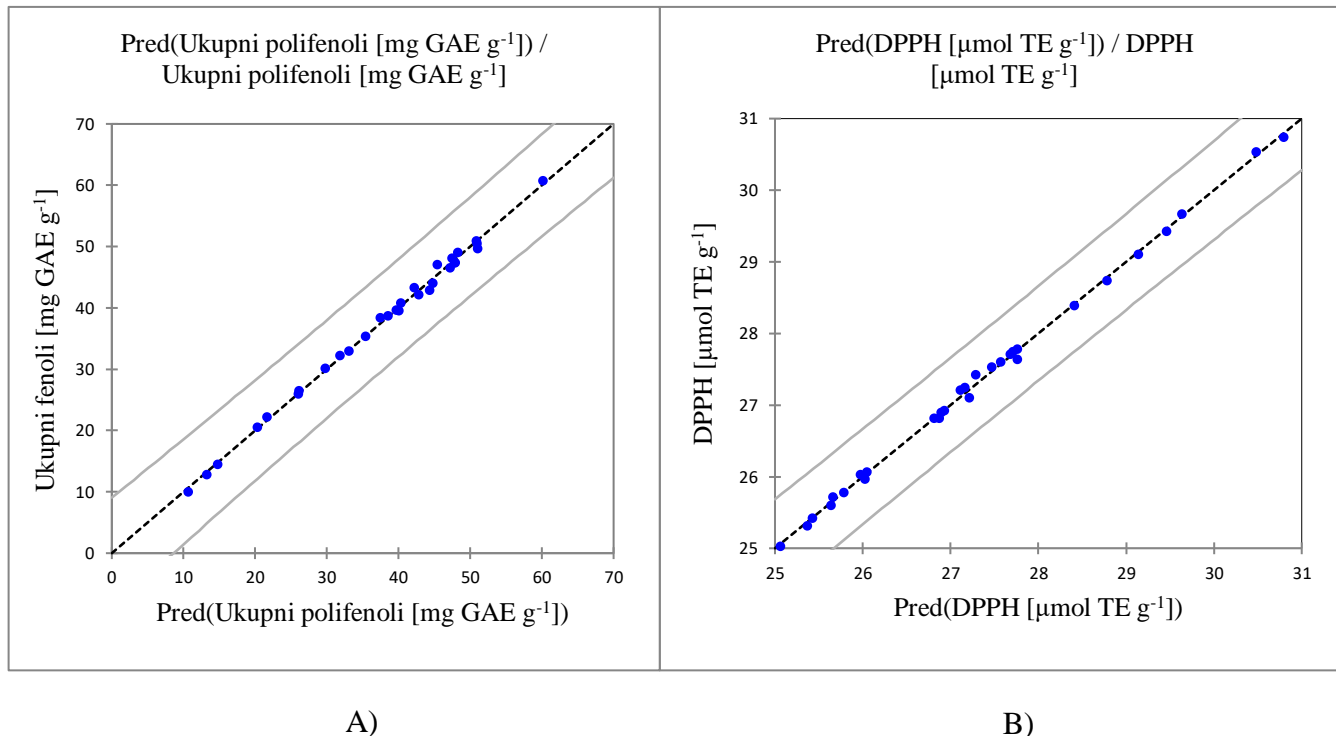 Pred(Ukupni polifenoli [mg GAE g-1]) /
Ukupni polifenoli [mg GAE g-1]
70
60
50
40
30
20
10
0
Ukupni fenoli [mg GAE g-1]
0 10 20 30 40 50 60 70
Pred(Ukupni polifenoli [mg GAE g-1])
Pred(DPPH [µmol TE g-1]) / DPPH
[µmol TE g-1]
31
30
29
28
27
26
25
DPPH [µmol TE g-1]
25 26 27 28 29 30 31
Pred(DPPH [µmol TE g-1])
A) B)